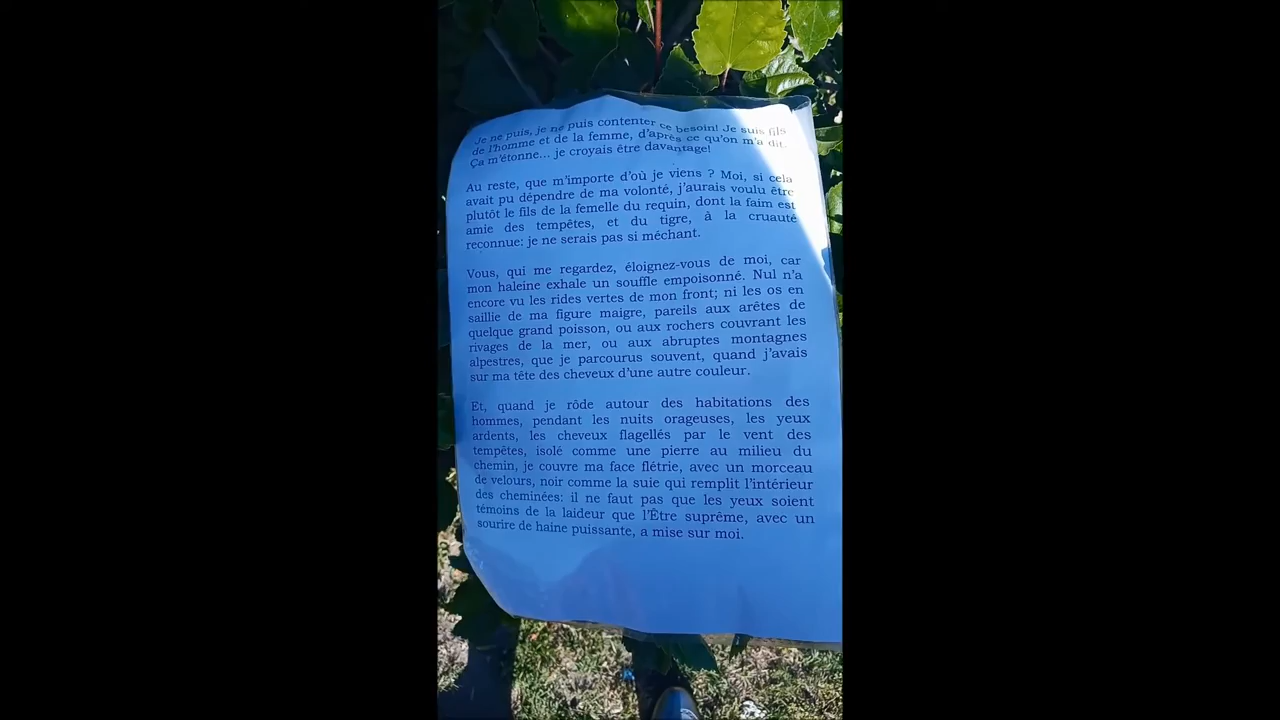 Je ne puis, je ne puis contenter ce besoin! Je suis fils
de l'homme et de la femme, d'après ce qu'on m'a dit.
Ça m'étonne... je croyais être davantage!
Au reste, que m'importe d'où je viens ? Moi, si cela
avait pu dépendre de ma volonté, j'aurais voulu être
plutôt le fils de la femelle du requin, dont la faim est
amie des tempêtes, et du tigre, à la cruauté
reconnue: je ne serais pas si méchant.
Vous, qui me regardez, éloignez-vous de moi, car
mon haleine exhale un souffle empoisonné. Nul n'a
encore vu les rides vertes de mon front; ni les os en
saillie de ma figure maigre, pareils aux arêtes de
quelque grand poisson, ou aux rochers couvrant les
rivages de la mer, ou aux abruptes montagnes
alpestres, que je parcourus souvent, quand j'avais
sur ma tête des cheveux d'une autre couleur.
Et, quand je rôde autour des habitations des
hommes, pendant les nuits orageuses, les yeux
ardents, les cheveux flagellés par le vent des
tempêtes, isolé comme une pierre au milieu du
chemin, je couvre ma face flétrie, avec un morceau
de velours, noir comme la suie qui remplit l'intérieur
des cheminées: il ne faut pas que les yeux soient
témoins de la laideur que l'Être suprême, avec un
sourire de haine puissante, a mise sur moi.